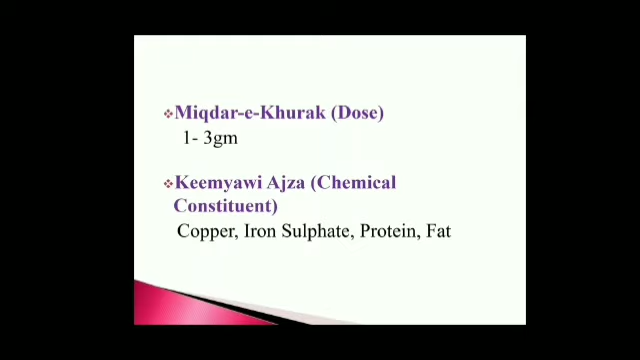 ❖Miqdar-e-Khurak (Dose)
1- 3gm
❖Keemyawi Ajza (Chemical
Constituent)
Copper, Iron Sulphate, Protein, Fat